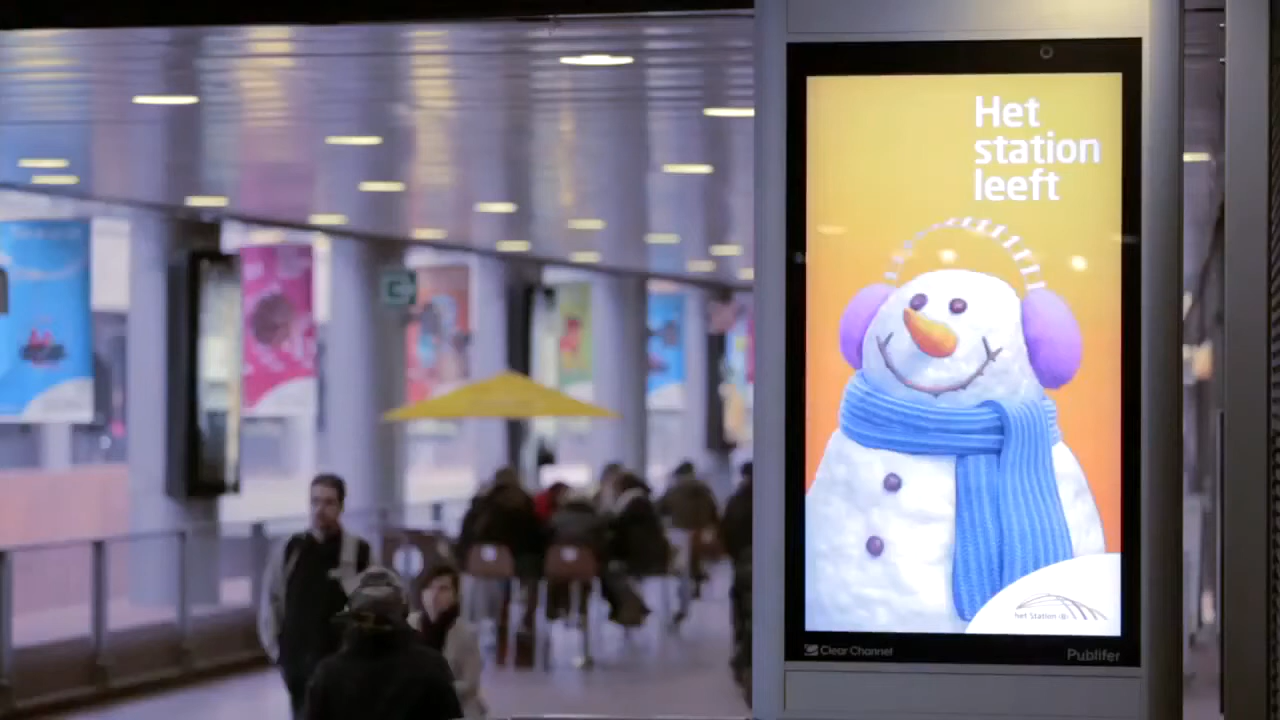 Het
station
leeft
het Station
Clear Channel
Publifer